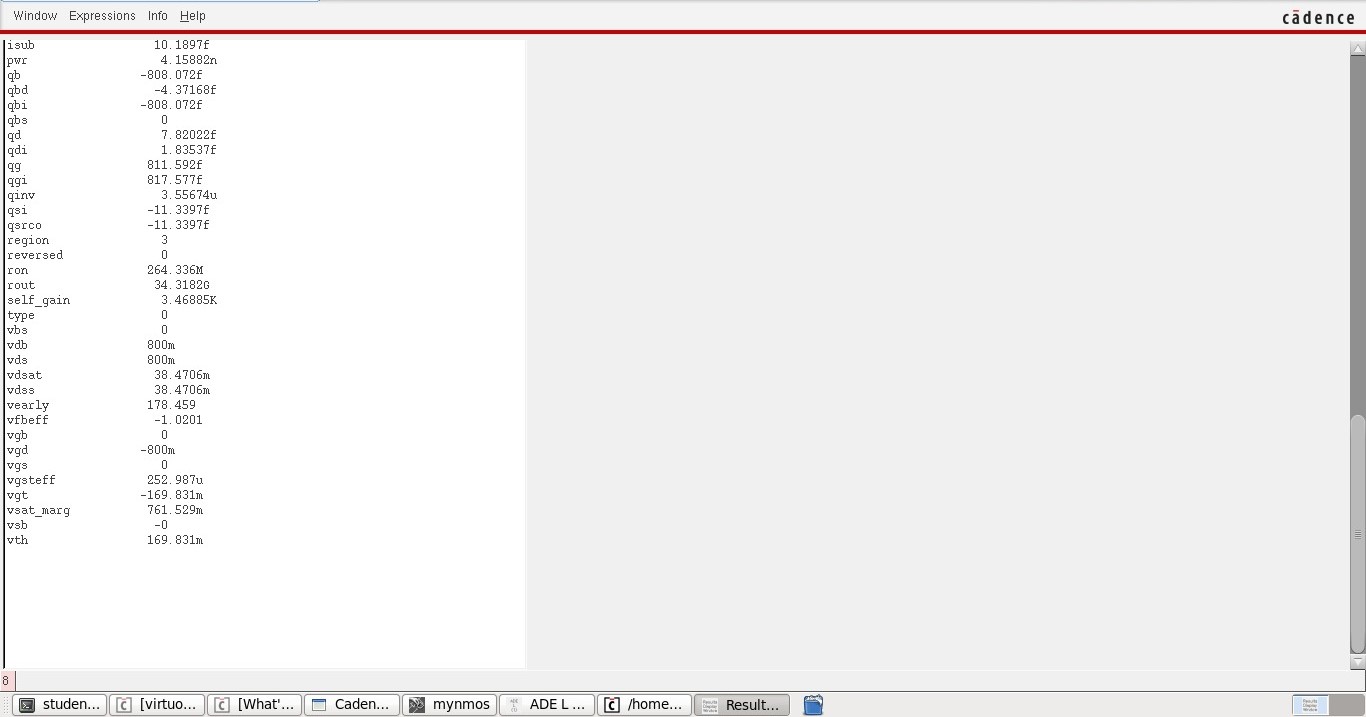 Window Expressions Info Help
cādence
isub 10.1897f
pwr 4.15882n
qb -808.072f
qbd -4.37168f
qbi -808.072f
qbs 0
qd 7.82022f
qdi 1.83537f
qg 811.592f
qgi 817.577f
qinv 3.55674u
qsi -11.3397f
qsrco -11.3397f
region 3
reversed 0
ron 264.336M
rout 34.3182G
self_gain 3.46885K
type 0
vbs 0
vdb 800m
vds 800m
vdsat 38.4706m
vdss 38.4706m
vearly 178.459
vfbeff -1.0201
vgb 0
vgd -800m
vgs 0
vgsteff 252.987u
vgt -169.831m
vsat_marg 761.529m
vsb -0
vth 169.831m
8
studen... [virtuo... [What'... Caden... mynmos ADE L ... /home... Result...